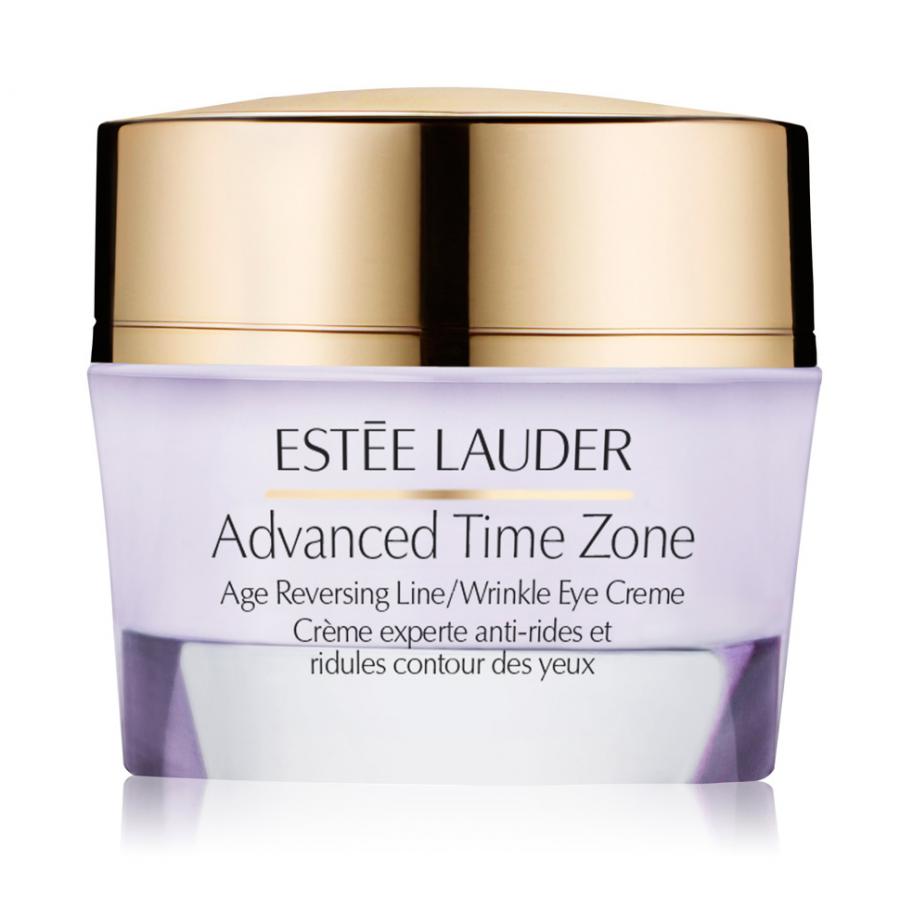 ESTĒE LAUDER
Advanced Time Zone
Age Reversing Line/Wrinkle Eye Creme
Crème experte anti-rides et
ridules contour des yeux